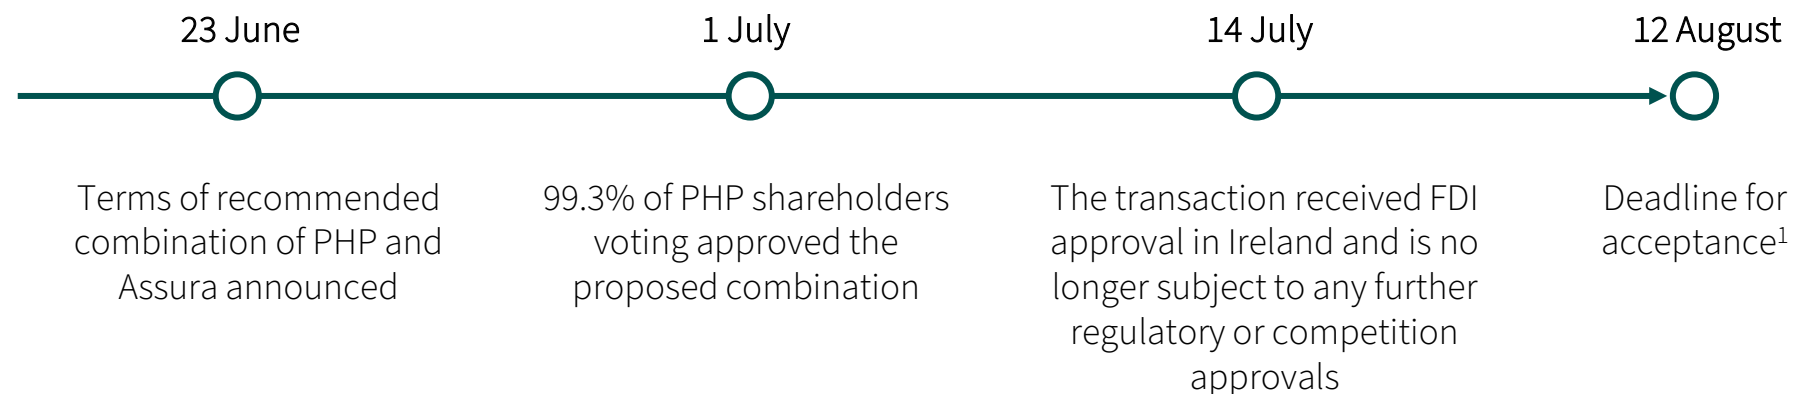 23 June
Terms of recommended
combination of PHP and
Assura announced
1 July
99.3% of PHP shareholders
voting approved the
proposed combination
14 July
The transaction received FDI
approval in Ireland and is no
longer subject to any further
regulatory or competition
approvals
12 August
Deadline for
acceptance¹